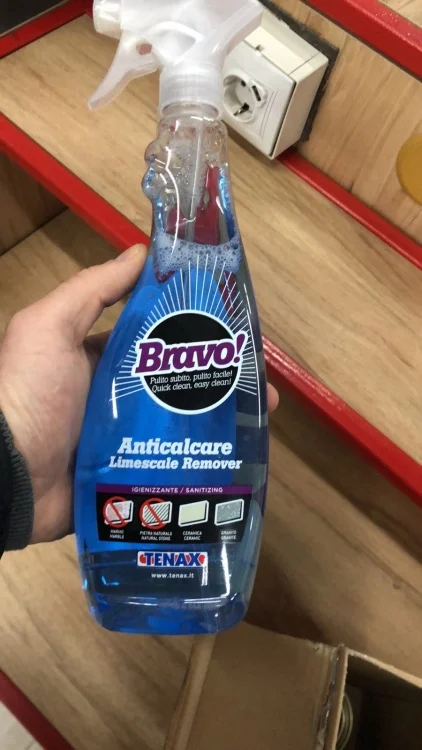 Bravo!
Pulito subito, pulito facile!
Quick clean, easy clean!
Anticalcare
Limescale Remover
IGIENIZZANTE / SANITIZING
MARMO
MARBLE
PIETRA NATURALE
NATURAL STONE
CERAMICA
CERAMIC
GRANITO
GRANITE
TENAX
www.tenax.it